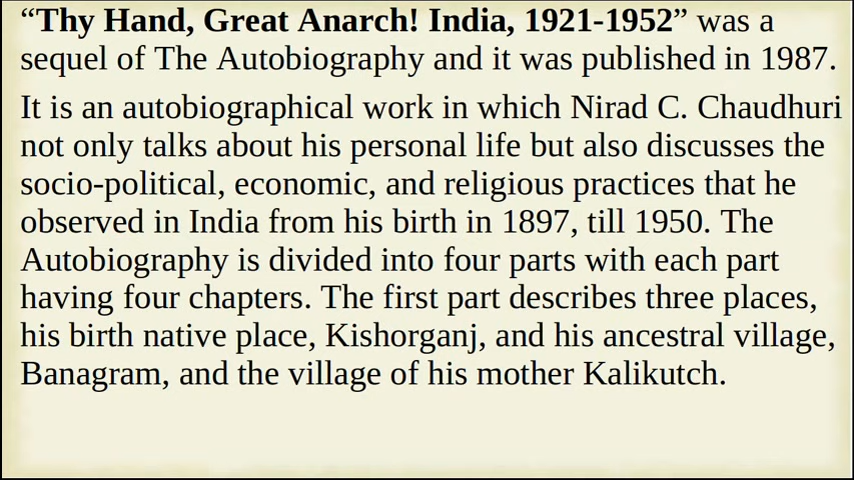 “Thy Hand, Great Anarch! India, 1921-1952” was a
sequel of The Autobiography and it was published in 1987.
It is an autobiographical work in which Nirad C. Chaudhuri
not only talks about his personal life but also discusses the
socio-political, economic, and religious practices that he
observed in India from his birth in 1897, till 1950. The
Autobiography is divided into four parts with each part
having four chapters. The first part describes three places,
his birth native place, Kishorganj, and his ancestral village,
Banagram, and the village of his mother Kalikutch.